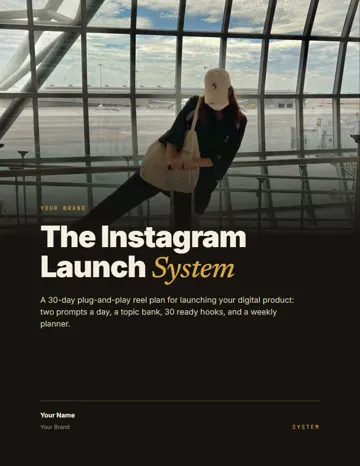 YOUR BRAND
The Instagram
Launch System
A 30-day plug-and-play reel plan for launching your digital product:
two prompts a day, a topic bank, 30 ready hooks, and a weekly
planner.
Your Name
Your Brand
SYSTEM